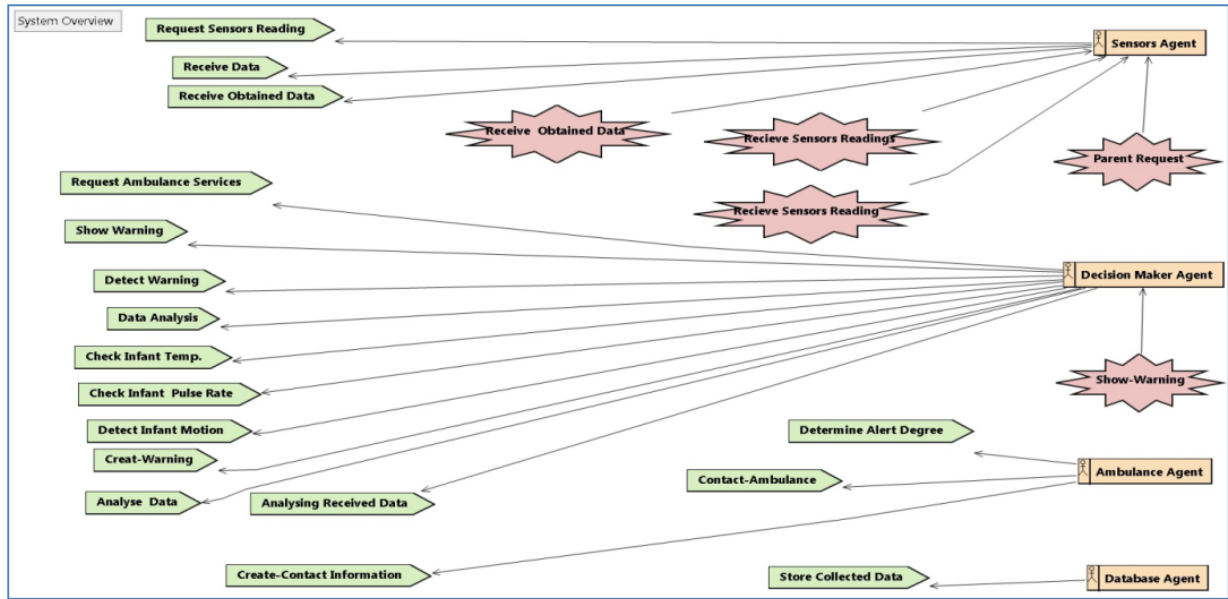 System Overview
Request Sensors Reading
Sensors Agent
Receive Data
Receive Obtained Data
Receive  Obtained Data
Recieve Sensors Readings
Parent Request
Request Ambulance Services
Recieve Sensors Reading
Show Warning
Detect Warning
Decision Maker Agent
Data Analysis
Check Infant Temp.
Check Infant  Pulse Rate
Show-Warning
Detect Infant Motion
Determine Alert Degree
Creat-Warning
Ambulance Agent
Contact-Ambulance
Analyse  Data
Analysing Received Data
Create-Contact Information
Store Collected Data
Database Agent